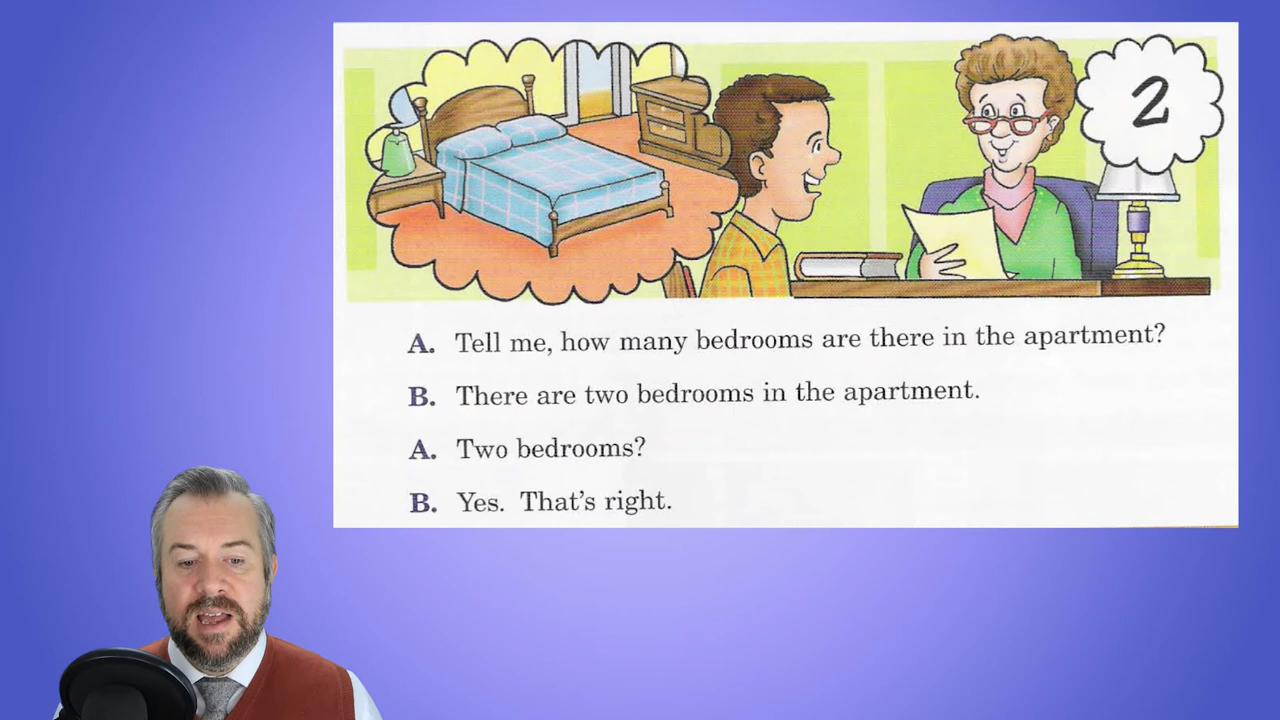 2
A. Tell me, how many bedrooms are there in the apartment?
B. There are two bedrooms in the apartment.
A. Two bedrooms?
B. Yes. That's right.